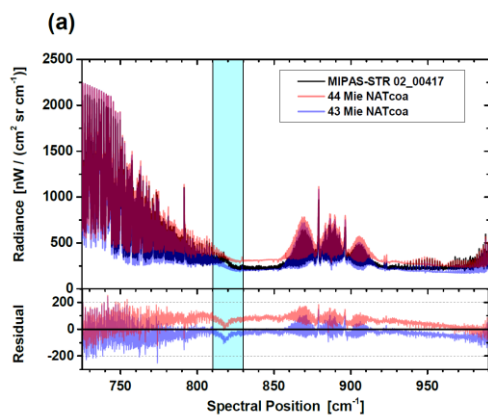 (a)
2500
2000
1500
1000
500
0
Radiance [nW / (cm² sr cm⁻¹)]
MIPAS-STR 02_00417
44 Mie NATcoa
43 Mie NATcoa
200
0
-200
Residual
750 800 850 900 950
Spectral Position [cm⁻¹]